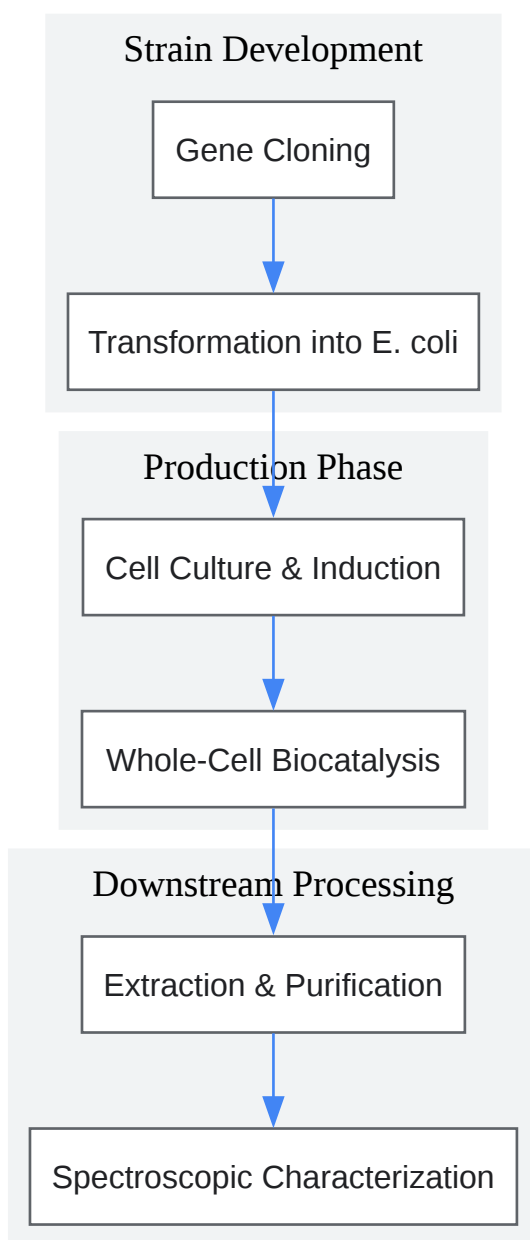 Strain Development
Gene Cloning
Transformation into E. coli
Production Phase
Cell Culture & Induction
Whole-Cell Biocatalysis
Downstream Processing
Extraction & Purification
Spectroscopic Characterization